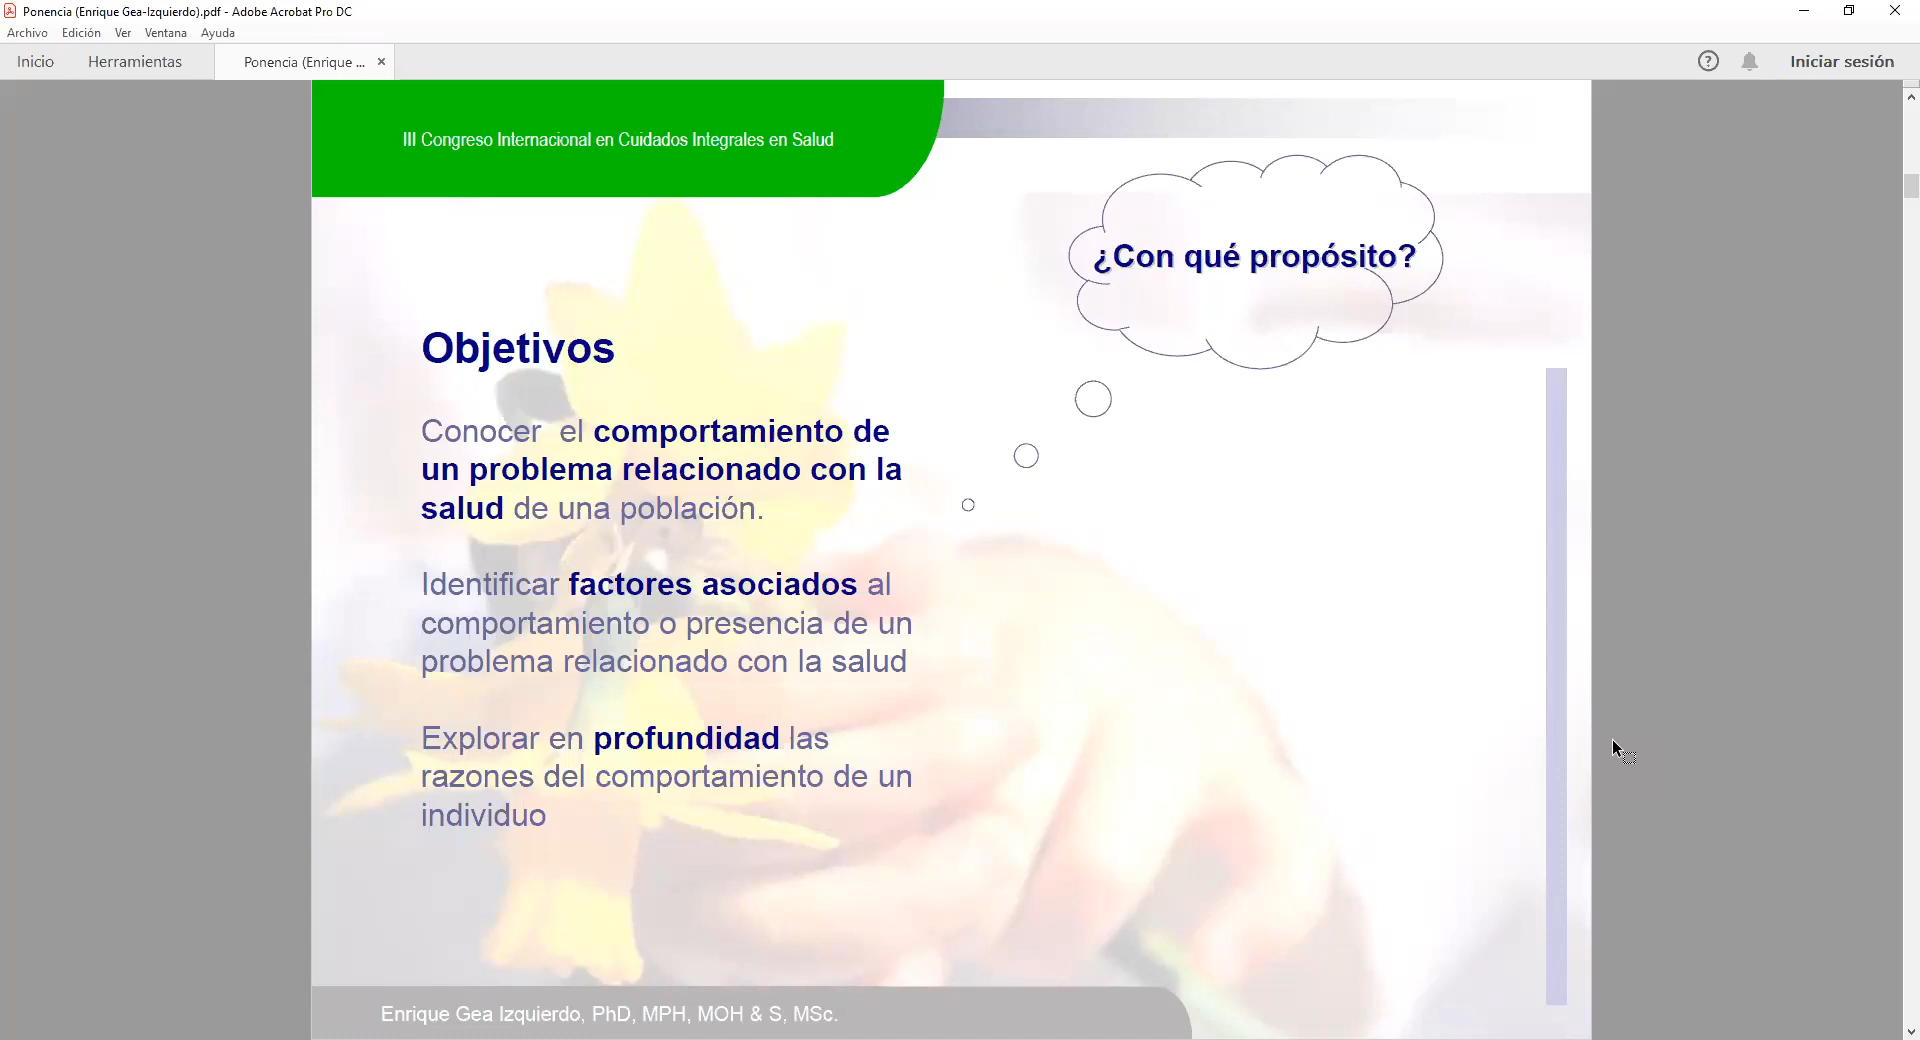 Ponencia (Enrique Gea-Izquierdo).pdf - Adobe Acrobat Pro DC
Archivo Edición Ver Ventana Ayuda
Inicio Herramientas Ponencia (Enrique ... Iniciar sesión
III Congreso Internacional en Cuidados Integrales en Salud
¿Con qué propósito?
Objetivos
Conocer el comportamiento de
un problema relacionado con la
salud de una población.
Identificar factores asociados al
comportamiento o presencia de un
problema relacionado con la salud
Explorar en profundidad las
razones del comportamiento de un
individuo
Enrique Gea Izquierdo, PhD, MPH, MOH & S, MSc.